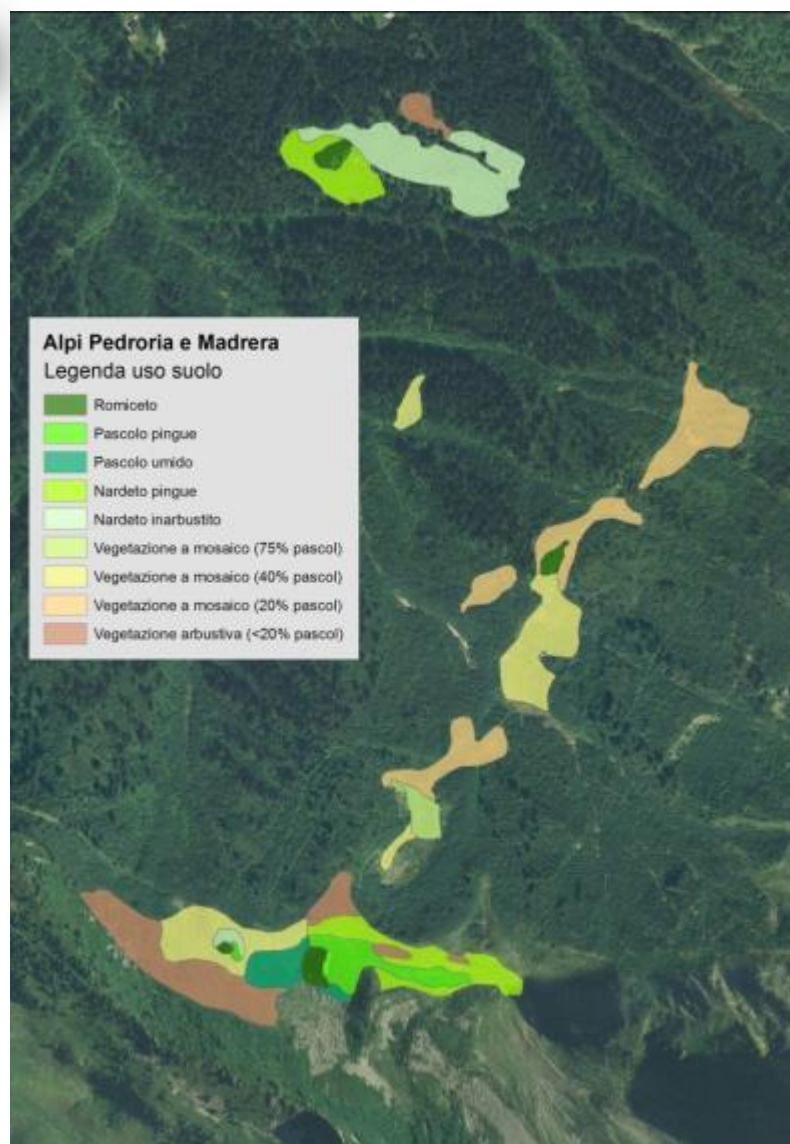 Alpi Pedroria e Madrera
Legenda uso suolo
Romiceto
Pascolo pingue
Pascolo umido
Nardeto pingue
Nardeto inarbustito
Vegetazione a mosaico (75% pascol)
Vegetazione a mosaico (40% pascol)
Vegetazione a mosaico (20% pascol)
Vegetazione arbustiva (<20% pascol)